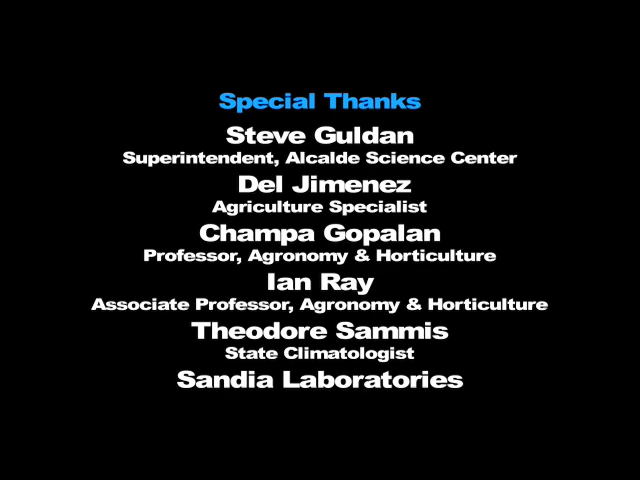 Special Thanks
Steve Guldan
Superintendent, Alcalde Science Center
Del Jimenez
Agriculture Specialist
Champa Gopalan
Professor, Agronomy & Horticulture
Ian Ray
Associate Professor, Agronomy & Horticulture
Theodore Sammis
State Climatologist
Sandia Laboratories